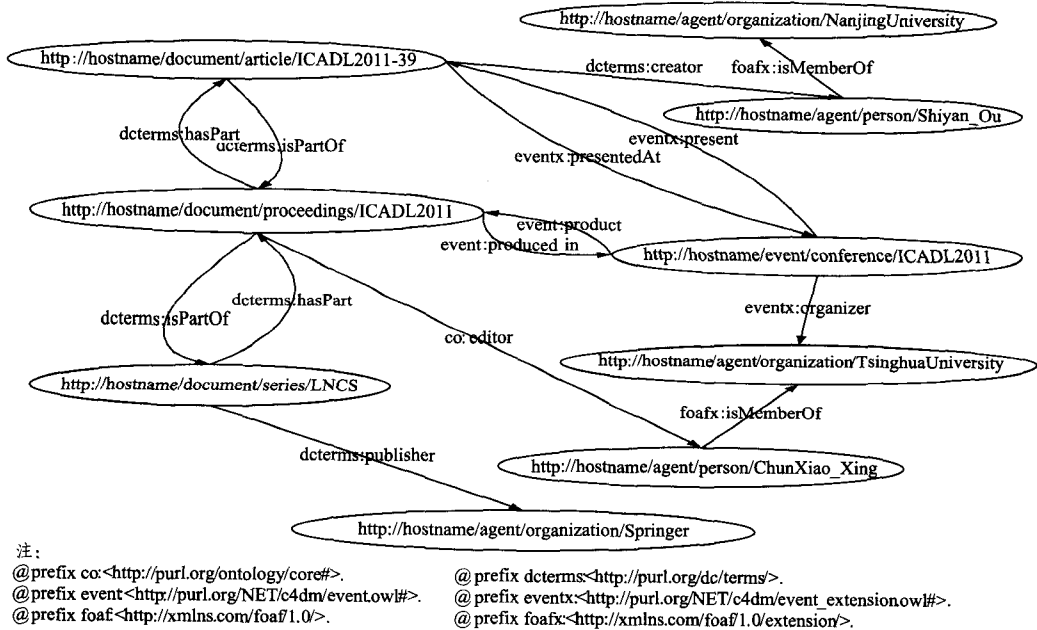 http://hostname/agent/organization/NanjingUniversity
http://hostname/document/article/ICADL2011-39
dcterms:creator
foafx:isMemberOf
http://hostname/agent/person/Shiyan_Ou
dcterms:hasPart
dcterms:isPartOf
eventx:present
eventx:presentedAt
http://hostname/document/proceedings/ICADL2011
event:product
event:produced_in
http://hostname/event/conference/ICADL2011
dcterms:hasPart
dcterms:isPartOf
eventx:organizer
co:editor
http://hostname/agent/organization/TsinghuaUniversity
http://hostname/document/series/LNCS
foafx:isMemberOf
dcterms:publisher
http://hostname/agent/person/ChunXiao_Xing
http://hostname/agent/organization/Springer
注:
@prefix co:<http://purl.org/ontology/core#>.
@prefix dcterms:<http://purl.org/dc/terms/>.
@prefix event:<http://purl.org/NET/c4dm/event.owl#>.
@prefix eventx:<http://purl.org/NET/c4dm/event_extension.owl#>.
@prefix foaf:<http://xmlns.com/foaf/1.0/>.
@prefix foafx:<http://xmlns.com/foaf/1.0/extension/>.